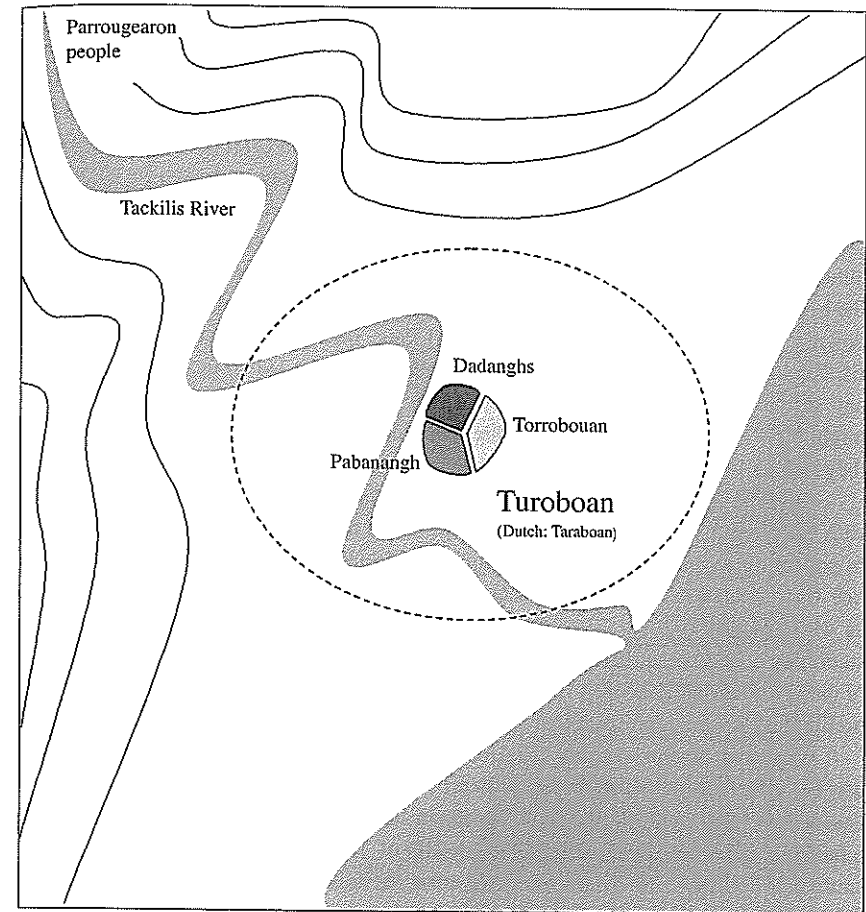 Parrougearon
people
Tackilis River
Dadanghs
Torrobouan
Pabanangh
Turoboan
(Dutch: Taraboan)